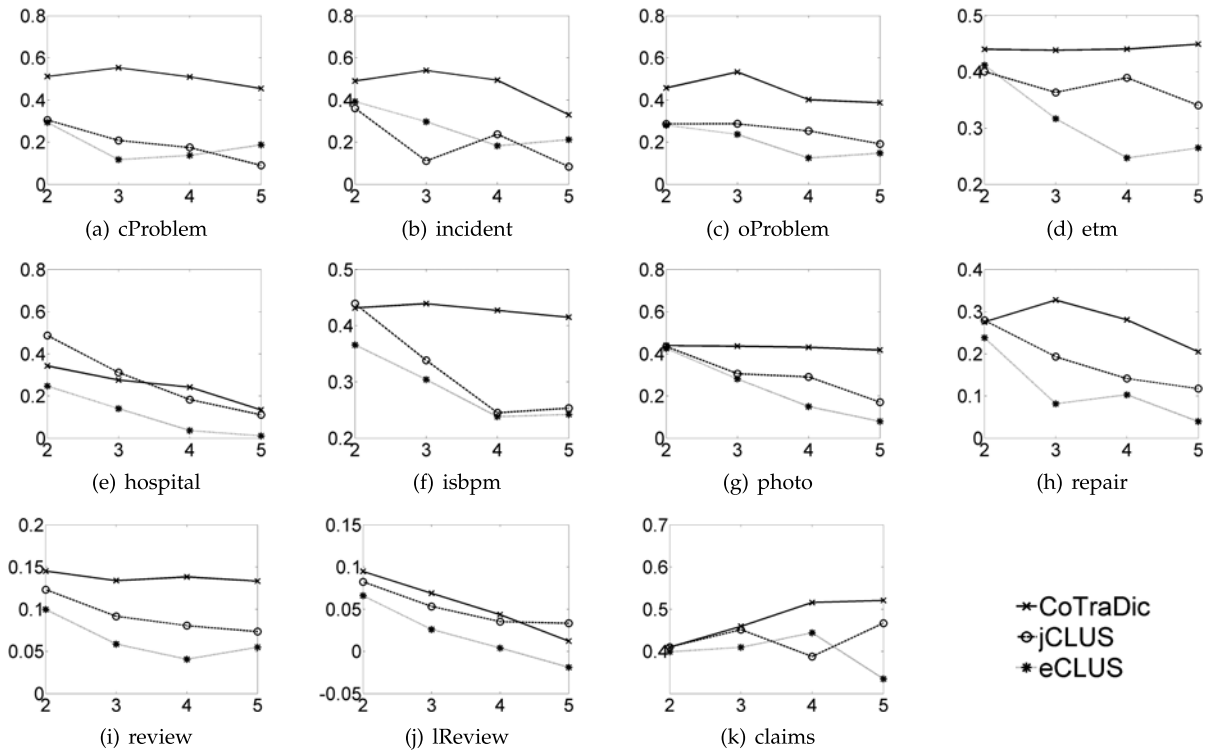 0.8
0.6
0.4
0.2
0
2 3 4 5
(a) cProblem
0.8
0.6
0.4
0.2
0
2 3 4 5
(b) incident
0.8
0.6
0.4
0.2
0
2 3 4 5
(c) oProblem
0.5
0.4
0.3
0.2
2 3 4 5
(d) etm
0.8
0.6
0.4
0.2
0
2 3 4 5
(e) hospital
0.5
0.4
0.3
0.2
2 3 4 5
(f) isbpm
0.8
0.6
0.4
0.2
0
2 3 4 5
(g) photo
0.4
0.3
0.2
0.1
0
2 3 4 5
(h) repair
0.2
0.15
0.1
0.05
0
2 3 4 5
(i) review
0.15
0.1
0.05
0
-0.05
2 3 4 5
(j) lReview
0.7
0.6
0.5
0.4
2 3 4 5
(k) claims
CoTraDic
jCLUS
eCLUS